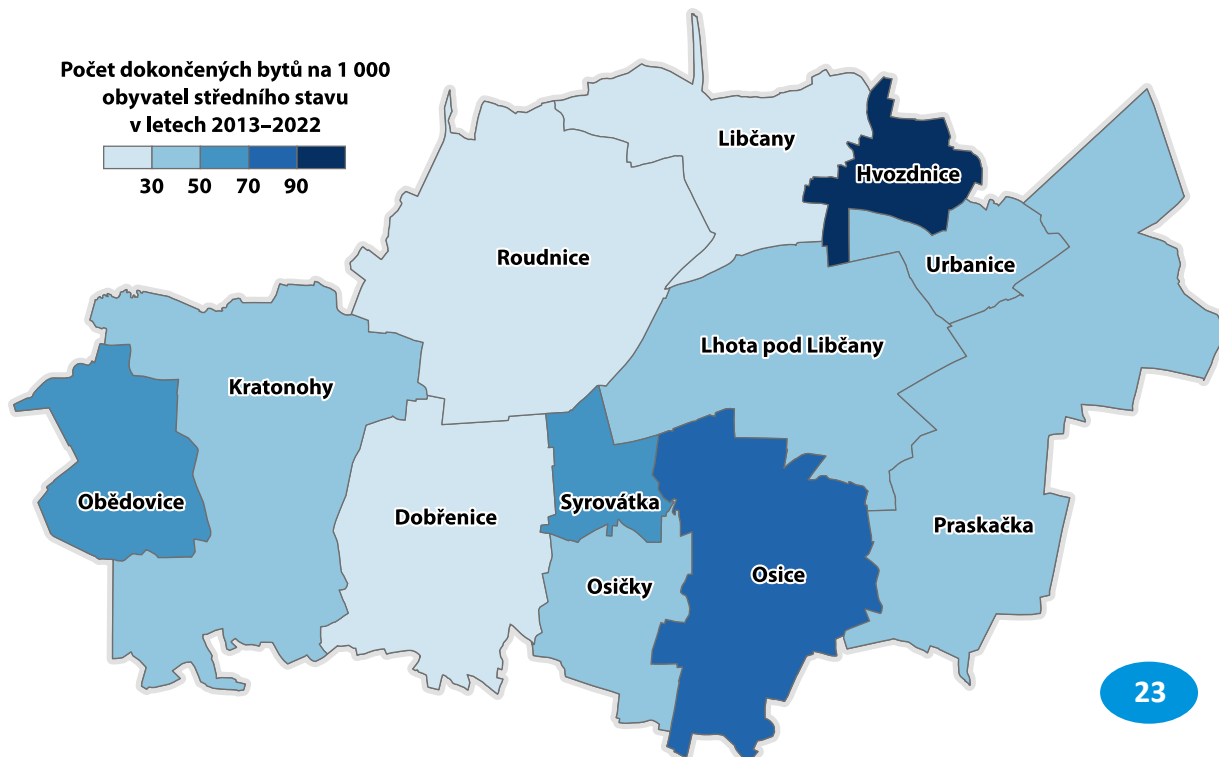 Počet dokončených bytů na 1 000
obyvatel středního stavu
v letech 2013–2022
30 50 70 90
Libčany
Hvozdnice
Roudnice
Urbanice
Lhota pod Libčany
Kratonohy
Obědovice
Syrovátka
Dobřenice
Praskačka
Osice
Osičky
23